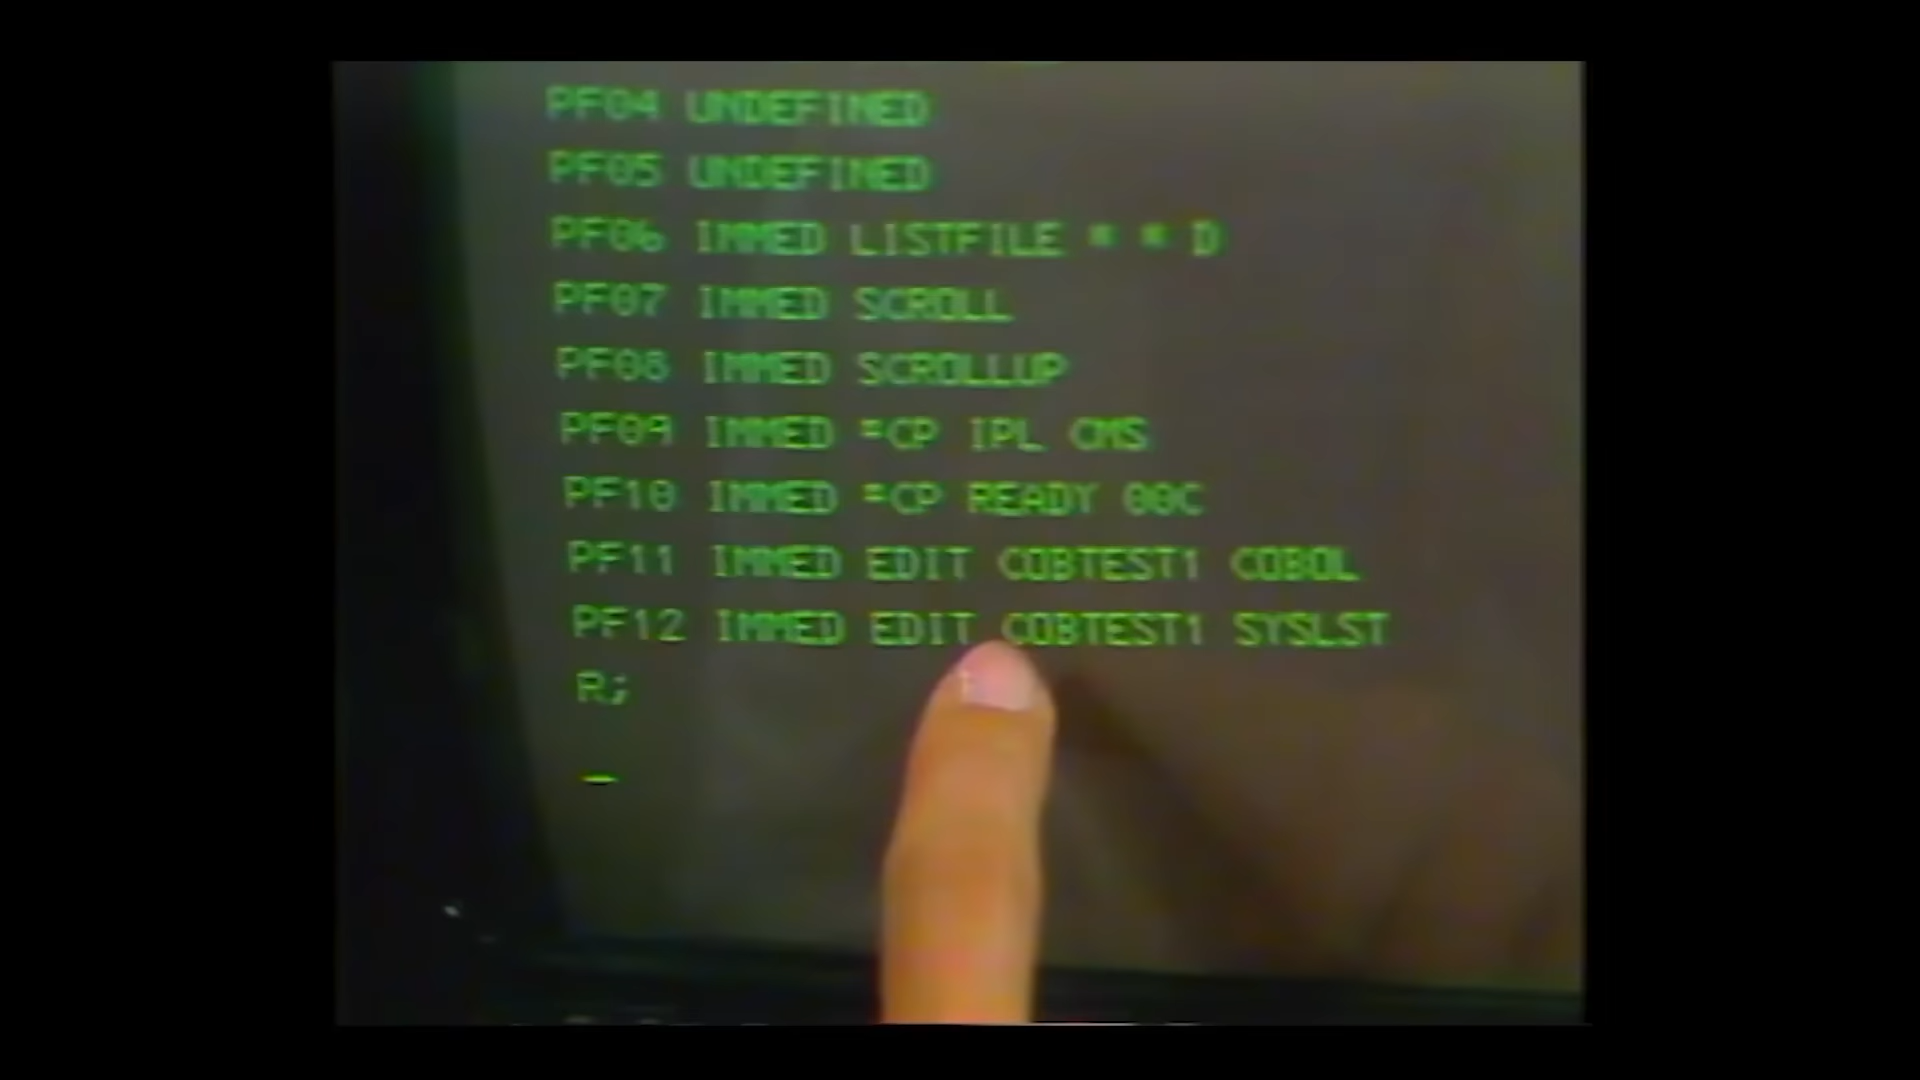 PF04 UNDEFINED
PF05 UNDEFINED
PF06 IMMED LISTFILE * * D
PF07 IMMED SCROLL
PF08 IMMED SCROLLUP
PF09 IMMED #CP IPL CMS
PF10 IMMED #CP READY 00C
PF11 IMMED EDIT COBTEST1 COBOL
PF12 IMMED EDIT COBTEST1 SYSLST
R;